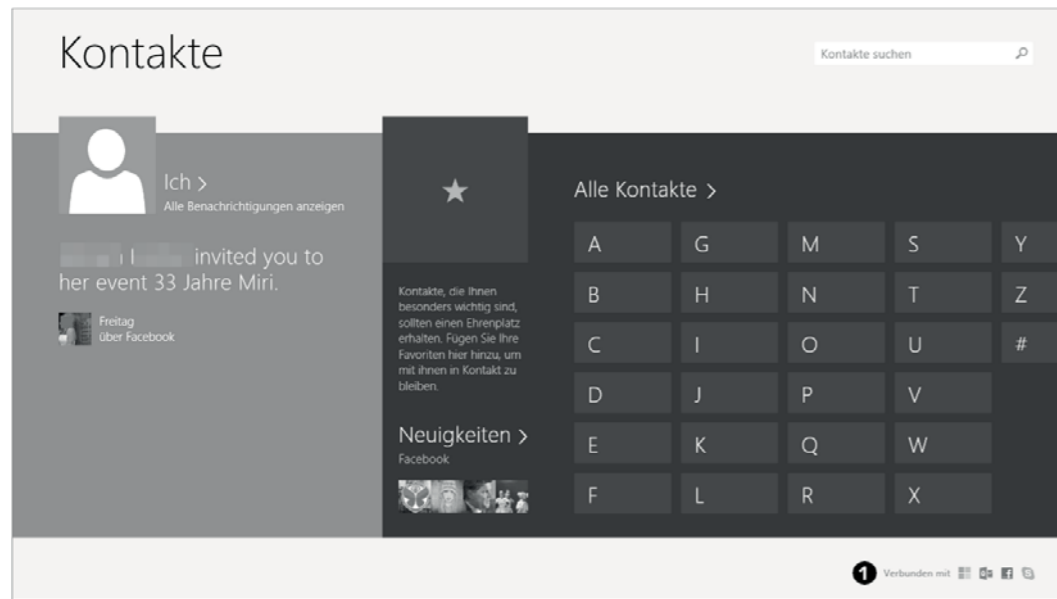 Kontakte
Kontakte suchen
Ich >
Alle Benachrichtigungen anzeigen
invited you to
her event 33 Jahre Miri.
Freitag
über Facebook
Kontakte, die Ihnen
besonders wichtig sind,
sollten einen Ehrenplatz
erhalten. Fügen Sie Ihre
Favoriten hier hinzu, um
mit ihnen in Kontakt zu
bleiben.
Neuigkeiten >
Facebook
Alle Kontakte >
A G M S Y
B H N T Z
C I O U #
D J P V
E K Q W
F L R X
1 Verbunden mit